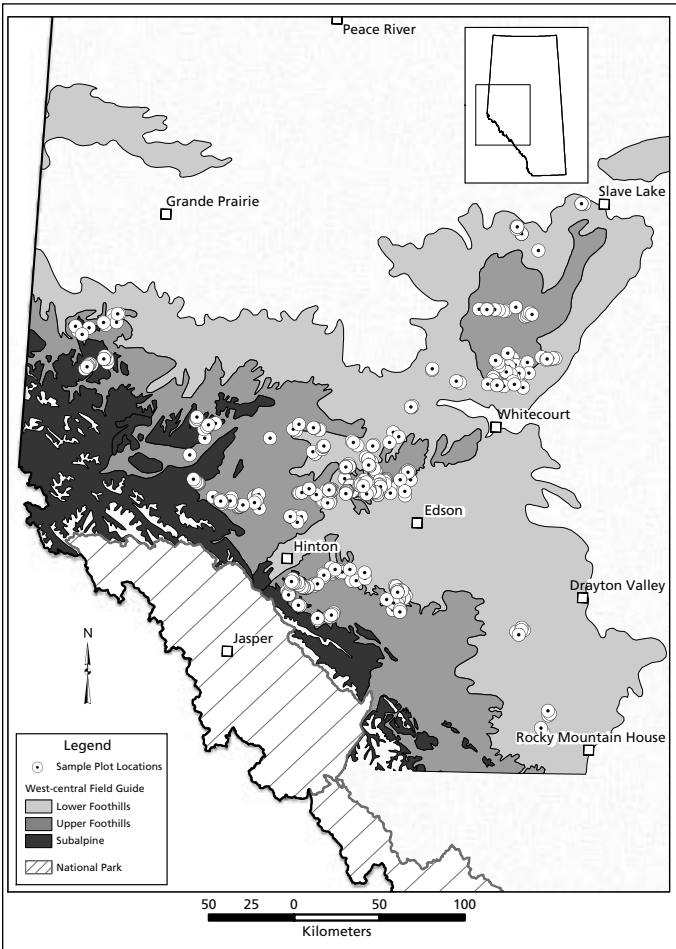 Peace River
Slave Lake
Grande Prairie
Whitecourt
Edson
Hinton
Drayton Valley
Jasper
N
Rocky Mountain House
Legend
Sample Plot Locations
West-central Field Guide
Lower Foothills
Upper Foothills
Subalpine
National Park
50 25 0 50 100
Kilometers